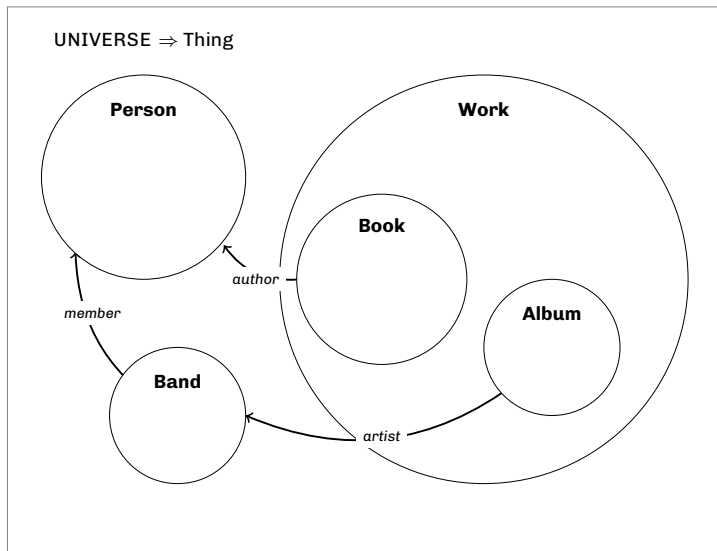 UNIVERSE ⇒ Thing
Person
Work
Book
author
member
Album
Band
artist